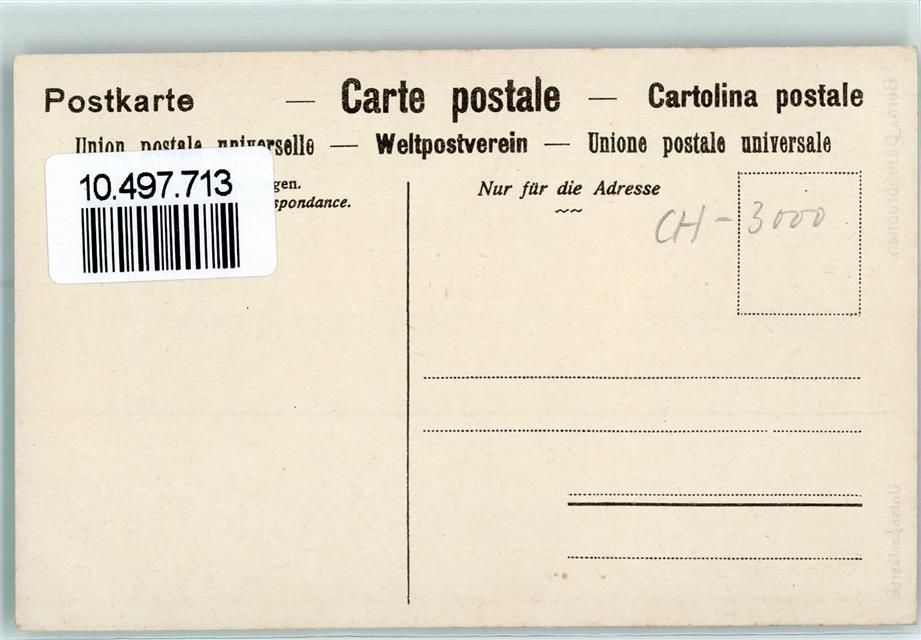 Postkarte — Carte postale — Cartolina postale
Union postale universelle — Weltpostverein — Unione postale universale
10.497.713
gen.
spondance.
Nur für die Adresse
CH - 3000